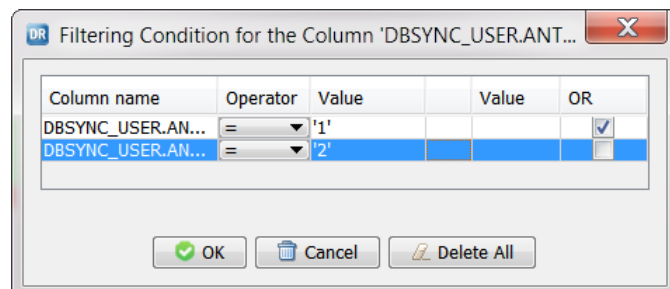 DR Filtering Condition for the Column 'DBSYNC_USER.ANT... X
Column name Operator Value Value OR
DBSYNC_USER.AN... = '1'
DBSYNC_USER.AN... = '2'
OK Cancel Delete All